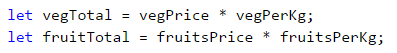 let vegTotal = vegPrice * vegPerKg;
let fruitTotal = fruitsPrice * fruitsPerKg;